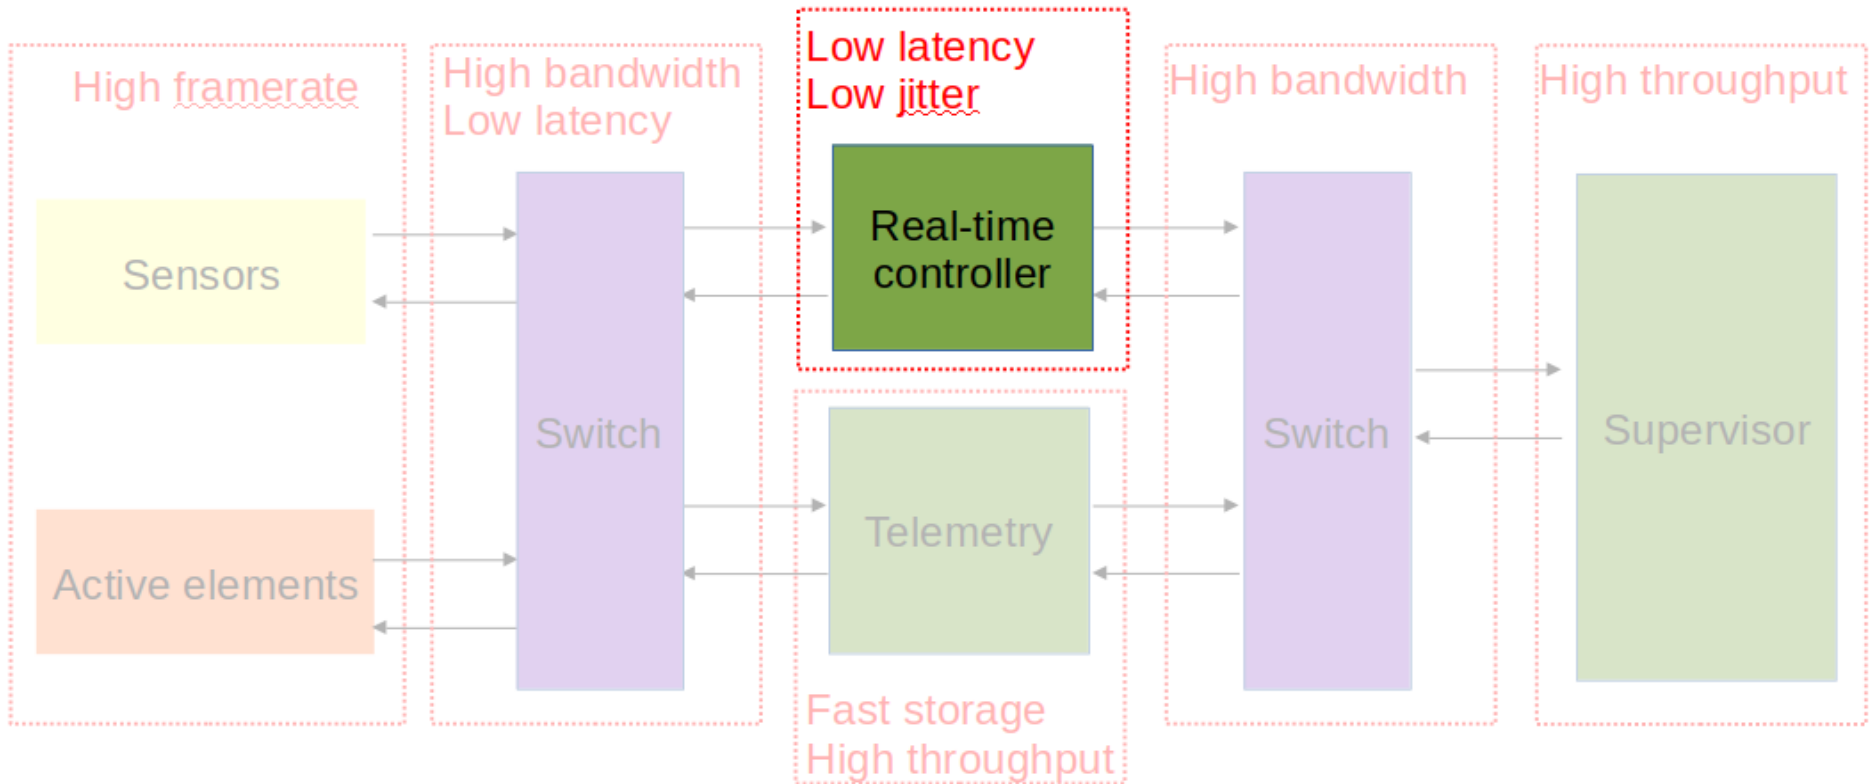 High framerate
Sensors
Active elements
High bandwidth
Low latency
Switch
Low latency
Low jitter
Real-time
controller
Telemetry
Fast storage
High throughput
High bandwidth
Switch
High throughput
Supervisor